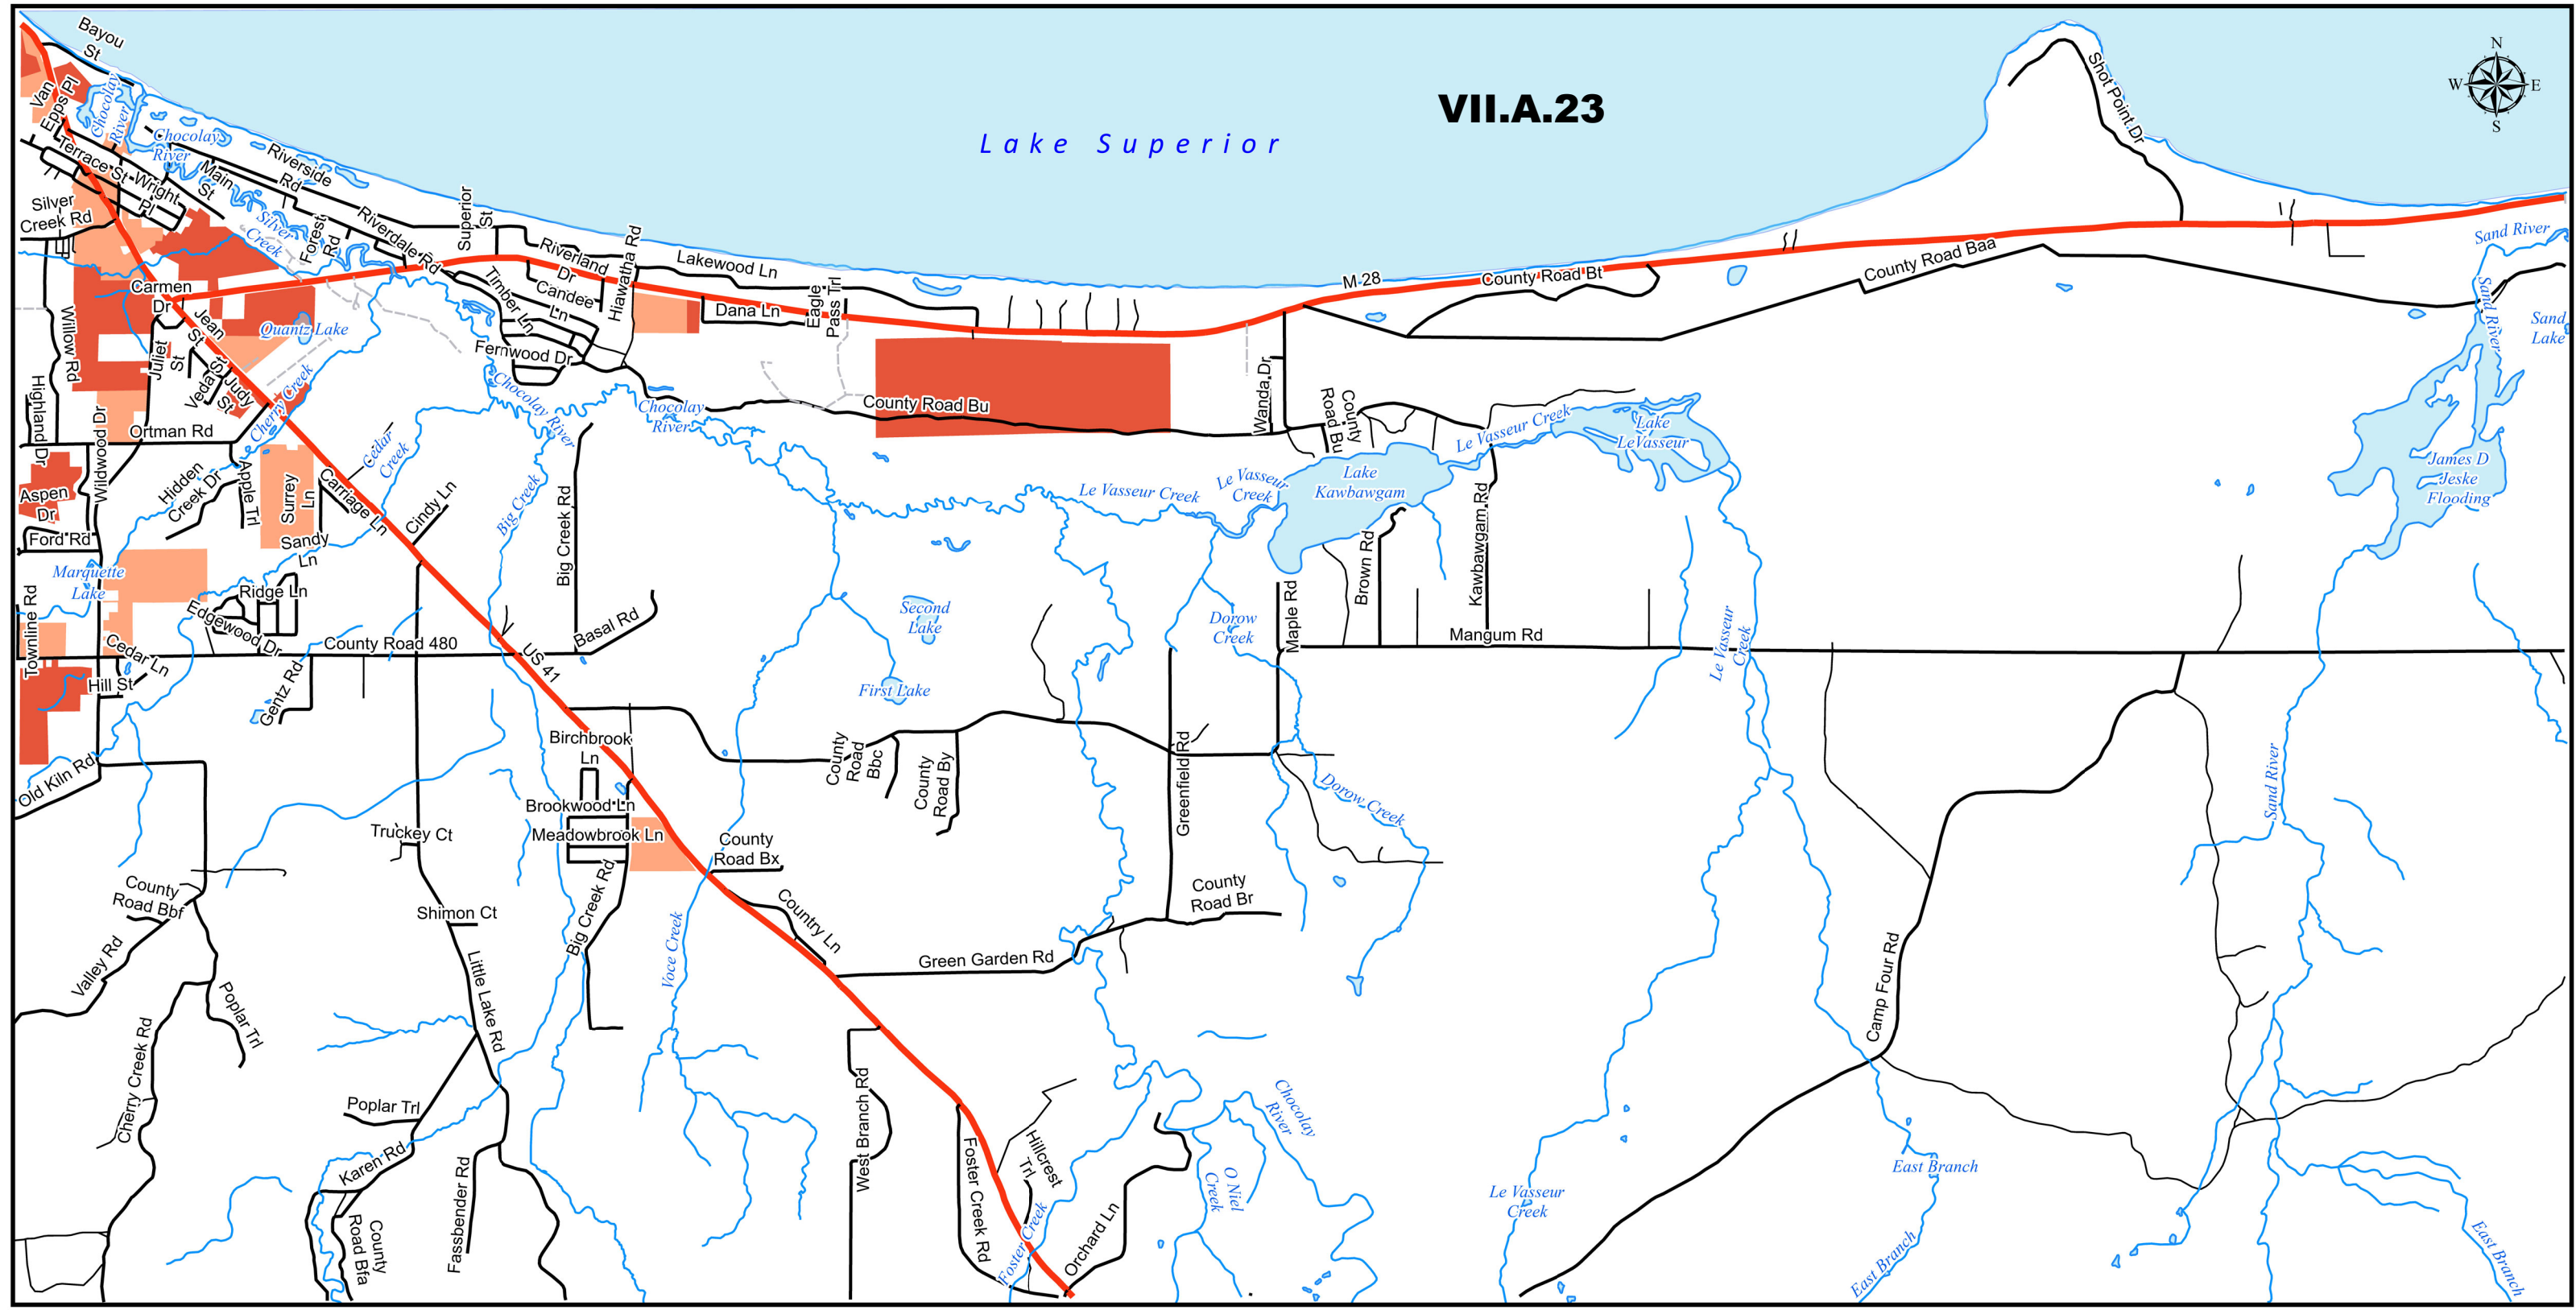 Bayou
St
VII.A.23
Lake Superior
N
W
E
S
Shot Point Dr
Van
Epps Pl
Chocolay
River
Chocolay
River
Riverside
Rd
Terrace St
Wright
Pl
Main
St
Silver
Creek Rd
Silver
Creek
Forest
Rd
Riverdale Rd
Superior
St
Riverland
Dr
Hiawatha Rd
Lakewood Ln
M 28
County Road Bt
County Road Baa
Sand River
Sand River
Sand
Lake
Carmen
Dr
Timber Ln
Candee
Ln
Dana Ln
Eagle
Pass Trl
Willow Rd
Jean
St
Quantz Lake
Juliet
St
Veda St
Judy
St
Fernwood Dr
Cherry Creek
Chocolay River
Chocolay
River
County Road Bu
Wanda Dr
County
Road Bu
Le Vasseur Creek
Lake
LeVasseur
Highland Dr
Wildwood Dr
Ortman Rd
Cedar
Creek
Hidden
Creek Dr
Apple Trl
Surrey
Ln
Carriage Ln
Cindy Ln
Big Creek
Big Creek Rd
Le Vasseur Creek
Le Vasseur
Creek
Lake
Kawbawgam
James D
Jeske
Flooding
Aspen
Dr
Ford Rd
Sandy
Ln
Brown Rd
Kawbawgam Rd
Marquette
Lake
Townline Rd
Ridge Ln
Edgewood Dr
Second
Lake
Dorow
Creek
Maple Rd
Mangum Rd
Le Vasseur
Creek
Cedar Ln
County Road 480
US 41
Basal Rd
Hill St
Gentz Rd
First Lake
Old Kiln Rd
Birchbrook
Ln
County
Road
Bbc
County
Road By
Greenfield Rd
Dorow Creek
Sand River
Brookwood Ln
Meadowbrook Ln
Truckey Ct
County
Road Bx
County
Road Bbf
Shimon Ct
Big Creek Rd
Country Ln
County
Road Br
Valley Rd
Little Lake Rd
Voce Creek
Green Garden Rd
Camp Four Rd
Poplar Trl
Cherry Creek Rd
Poplar Trl
West Branch Rd
Chocolay
River
Karen Rd
Fassbender Rd
County
Road Bfa
Foster Creek Rd
Hillcrest
Trl
Foster Creek
Orchard Ln
O Niel
Creek
Le Vasseur
Creek
East Branch
East Branch
East Branch